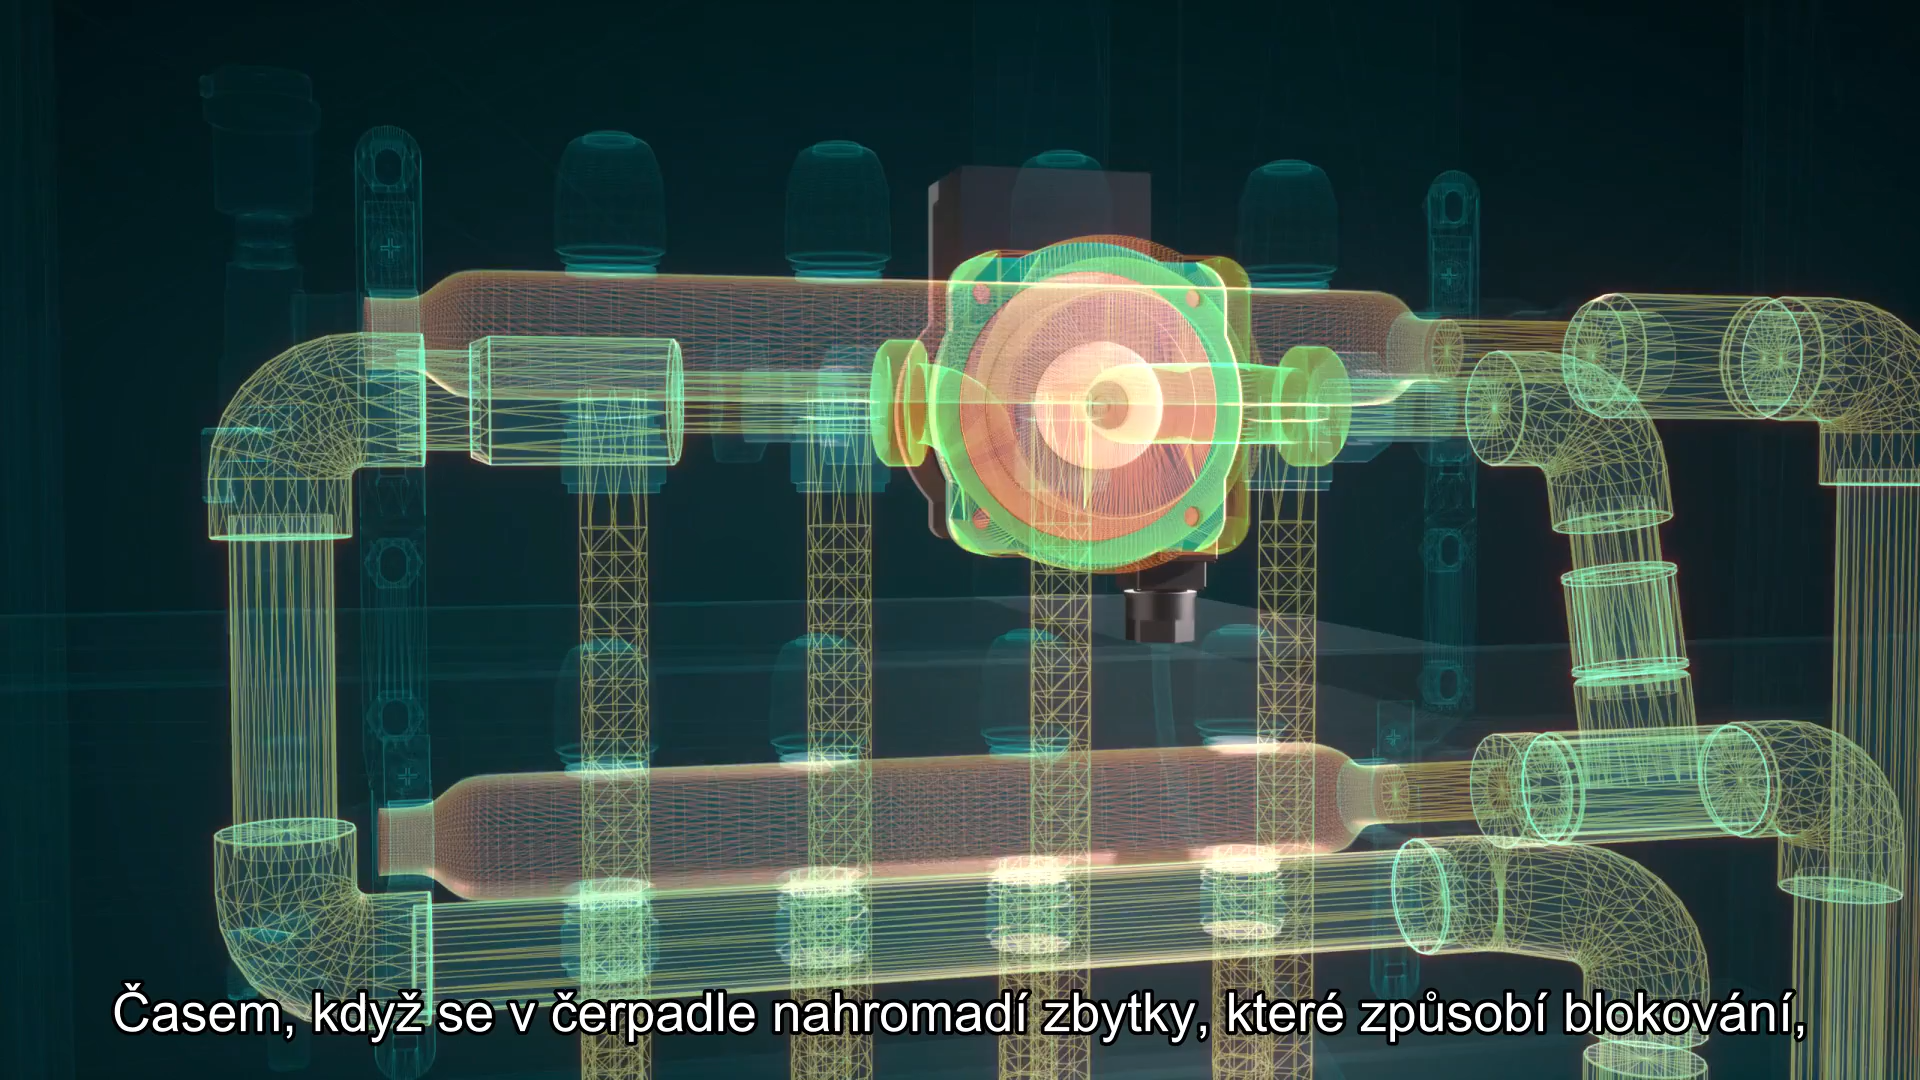 Časem, když se v čerpadle nahromadí zbytky, které způsobí blokování,